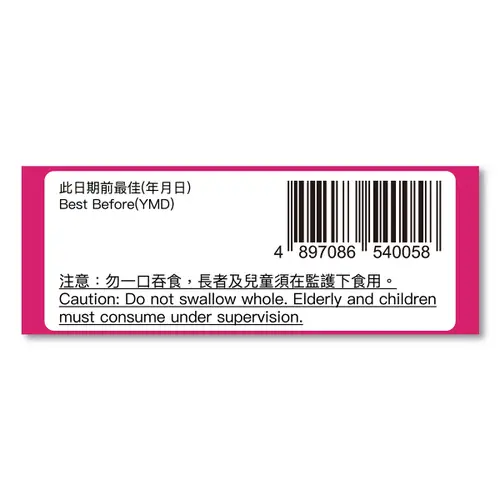 此日期前最佳(年月日)
Best Before(YMD)
4 897086 540058
注意：勿一口吞食，長者及兒童須在監護下食用。
Caution: Do not swallow whole. Elderly and children
must consume under supervision.